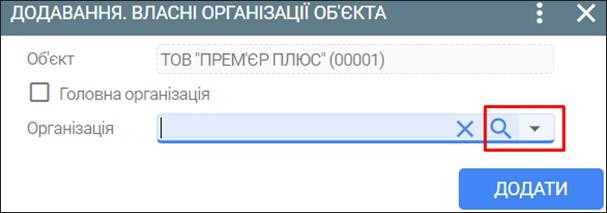 ДОДАВАННЯ. ВЛАСНІ ОРГАНІЗАЦІЇ ОБ'ЄКТА
Об'єкт ТОВ "ПРЕМ'ЄР ПЛЮС" (00001)
Головна організація
Організація
ДОДАТИ